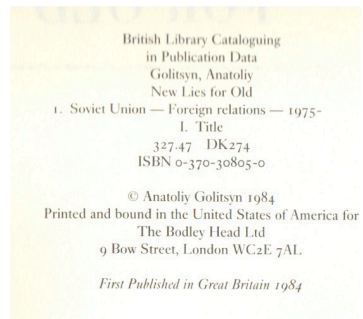 British Library Cataloguing
in Publication Data
Golitsyn, Anatoliy
New Lies for Old
1. Soviet Union — Foreign relations — 1975-
I. Title
327.47 DK274
ISBN 0-370-30805-0
© Anatoliy Golitsyn 1984
Printed and bound in the United States of America for
The Bodley Head Ltd
9 Bow Street, London WC2E 7AL
First Published in Great Britain 1984